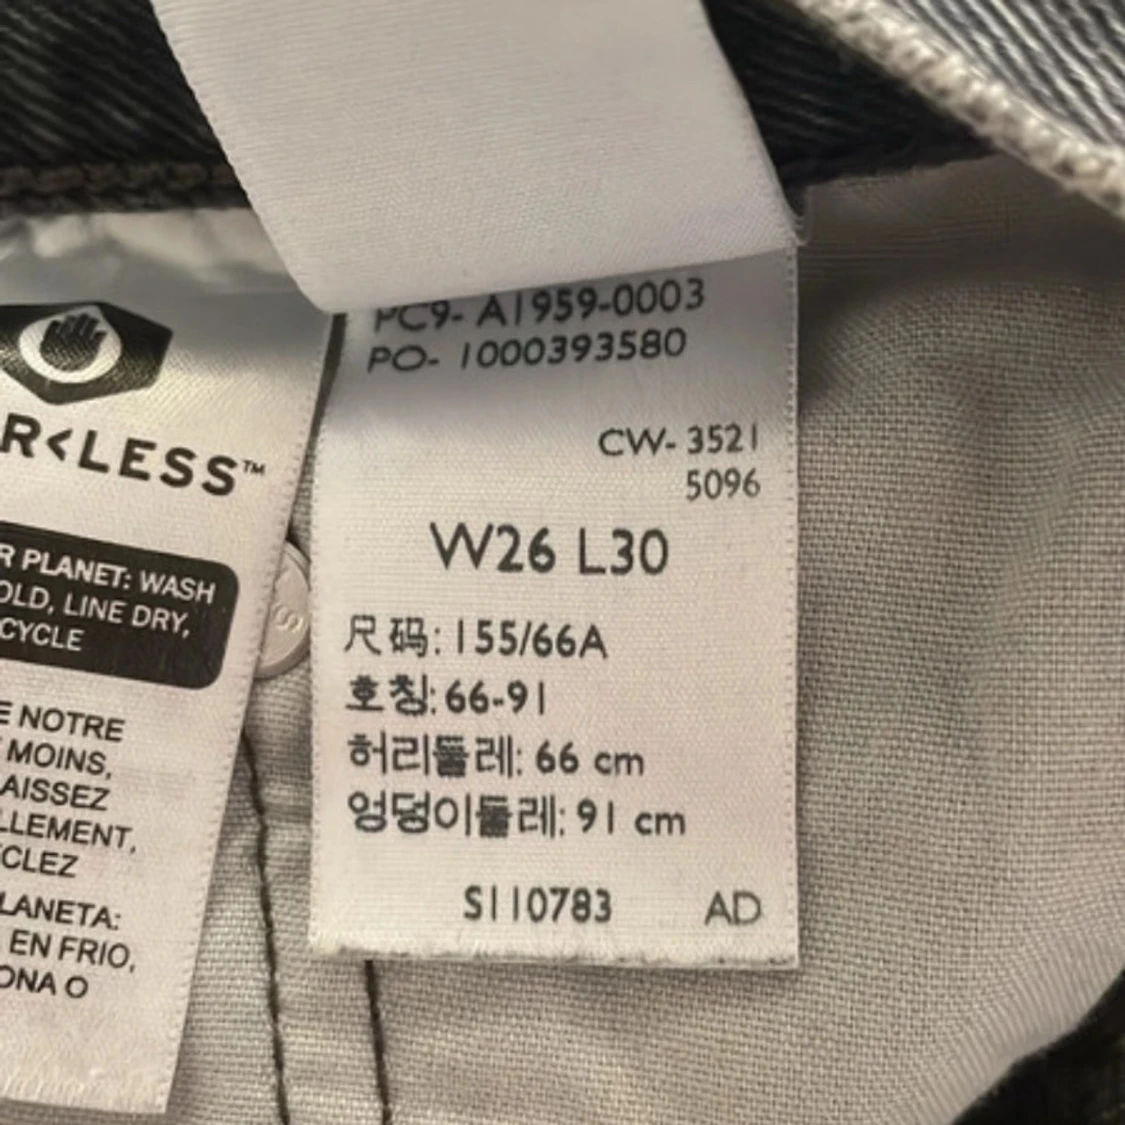 R<LESS™
R PLANET: WASH
OLD, LINE DRY,
CYCLE
E NOTRE
MOINS,
AISSEZ
LLEMENT,
CLEZ
LANETA:
EN FRIO,
ONA O
PC9- A1959-0003
PO- 1000393580
CW- 3521
5096
W26 L30
尺码: 155/66A
호칭: 66-91
허리둘레: 66 cm
엉덩이둘레: 91 cm
S110783 AD